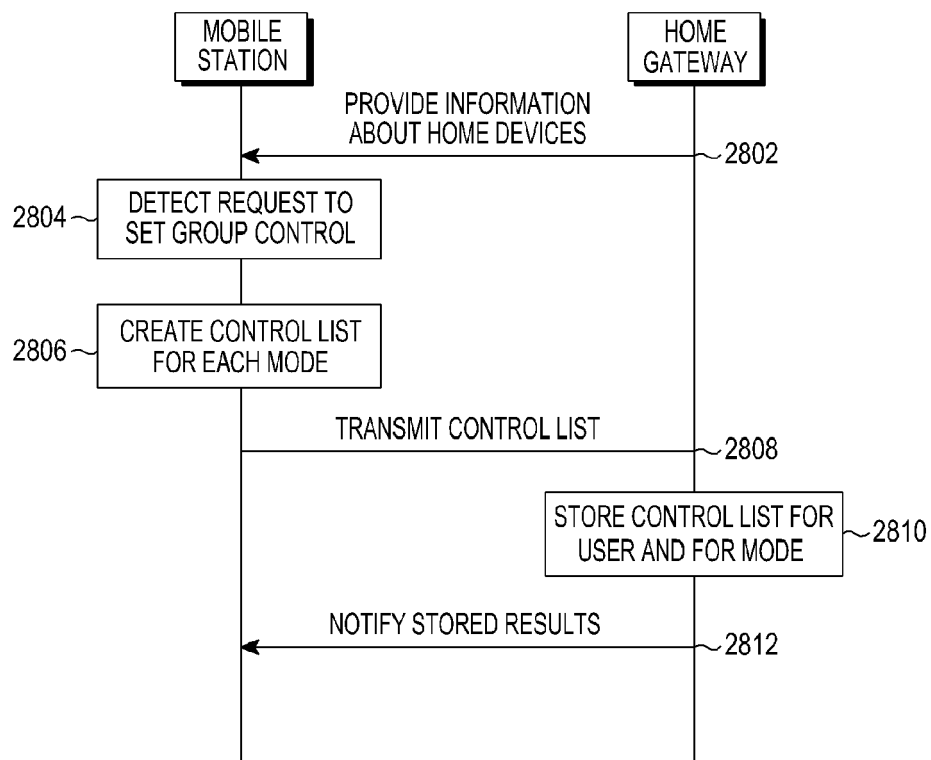 MOBILE
STATION
HOME
GATEWAY
PROVIDE INFORMATION
ABOUT HOME DEVICES
2802
2804
DETECT REQUEST TO
SET GROUP CONTROL
2806
CREATE CONTROL LIST
FOR EACH MODE
TRANSMIT CONTROL LIST
2808
STORE CONTROL LIST FOR
USER AND FOR MODE
2810
NOTIFY STORED RESULTS
2812